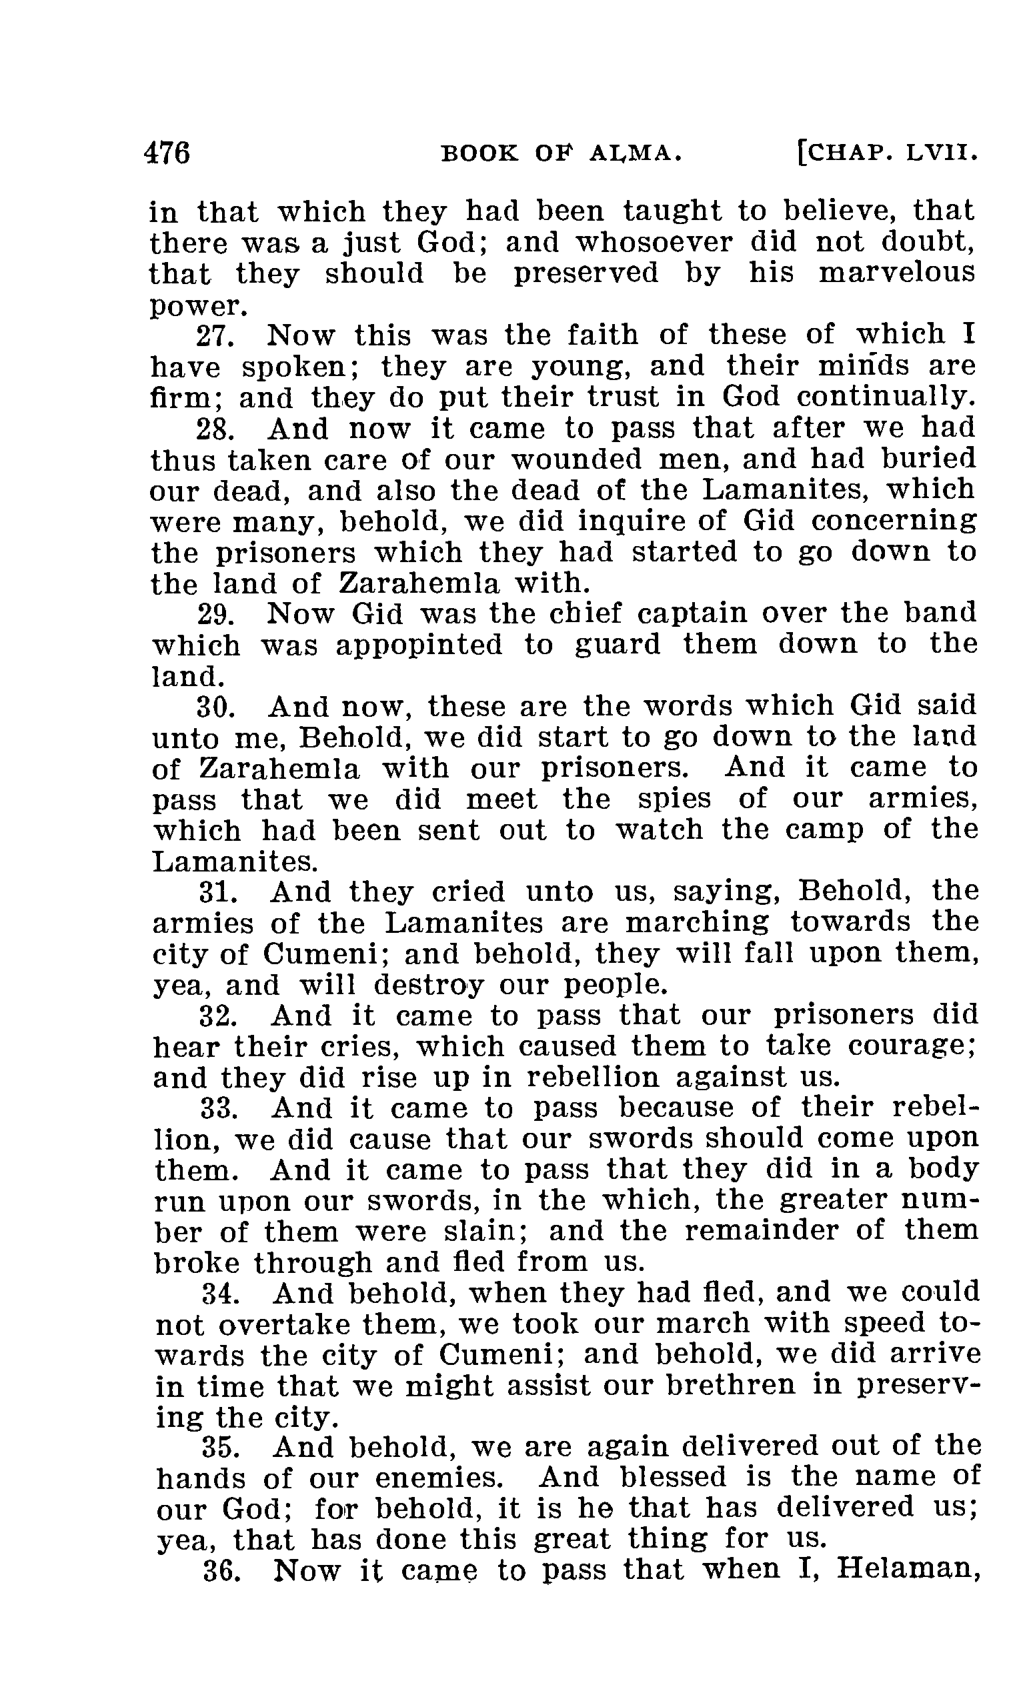 476 BOOK OF ALMA. [CHAP. LVII.
in that which they had been taught to believe, that
there was a just God; and whosoever did not doubt,
that they should be preserved by his marvelous
power.
27. Now this was the faith of these of which I
have spoken; they are young, and their minds are
firm; and they do put their trust in God continually.
28. And now it came to pass that after we had
thus taken care of our wounded men, and had buried
our dead, and also the dead of the Lamanites, which
were many, behold, we did inquire of Gid concerning
the prisoners which they had started to go down to
the land of Zarahemla with.
29. Now Gid was the chief captain over the band
which was appopinted to guard them down to the
land.
30. And now, these are the words which Gid said
unto me, Behold, we did start to go down to the land
of Zarahemla with our prisoners. And it came to
pass that we did meet the spies of our armies,
which had been sent out to watch the camp of the
Lamanites.
31. And they cried unto us, saying, Behold, the
armies of the Lamanites are marching towards the
city of Cumeni; and behold, they will fall upon them,
yea, and will destroy our people.
32. And it came to pass that our prisoners did
hear their cries, which caused them to take courage;
and they did rise up in rebellion against us.
33. And it came to pass because of their rebel-
lion, we did cause that our swords should come upon
them. And it came to pass that they did in a body
run upon our swords, in the which, the greater num-
ber of them were slain; and the remainder of them
broke through and fled from us.
34. And behold, when they had fled, and we could
not overtake them, we took our march with speed to-
wards the city of Cumeni; and behold, we did arrive
in time that we might assist our brethren in preserv-
ing the city.
35. And behold, we are again delivered out of the
hands of our enemies. And blessed is the name of
our God; for behold, it is he that has delivered us;
yea, that has done this great thing for us.
36. Now it came to pass that when I, Helaman,